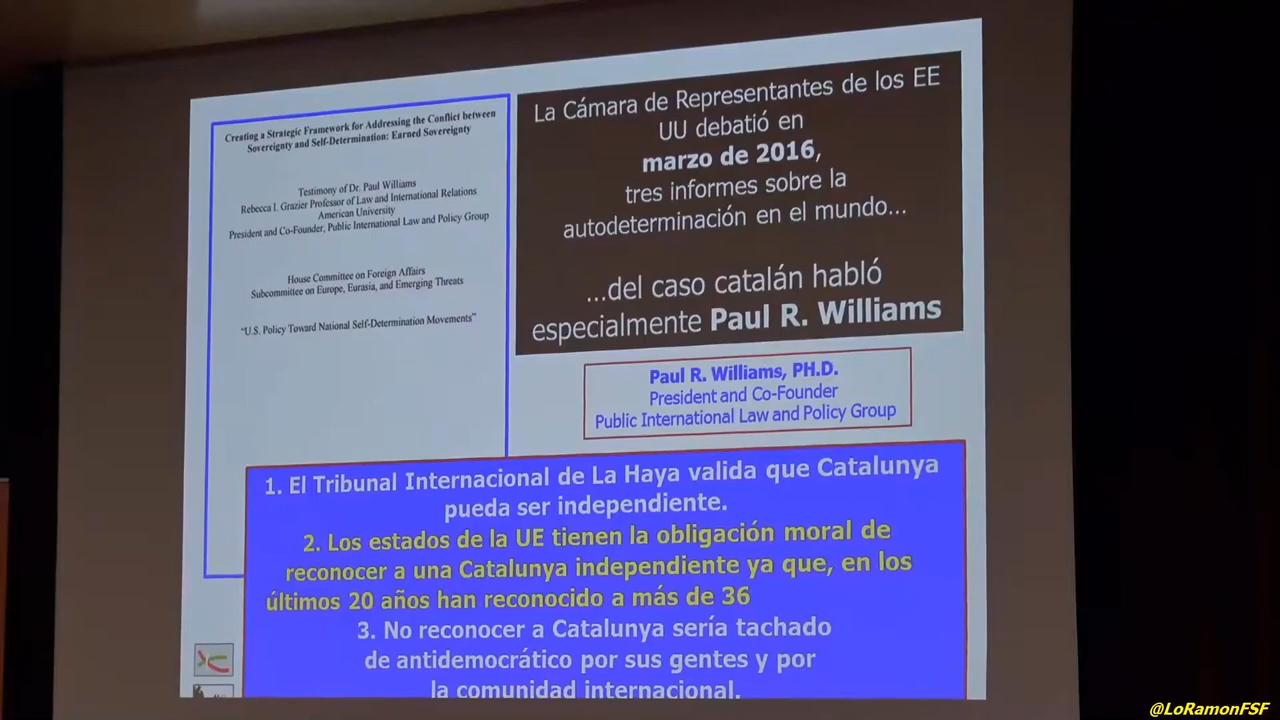 Creating a Strategic Framework for Addressing the Conflict between
Sovereignty and Self-Determination: Earned Sovereignty
Testimony of Dr. Paul Williams
Rebecca I. Grazier Professor of Law and International Relations
American University
President and Co-Founder, Public International Law and Policy Group
House Committee on Foreign Affairs
Subcommittee on Europe, Eurasia, and Emerging Threats
"U.S. Policy Toward National Self-Determination Movements"
La Cámara de Representantes de los EE
UU debatió en
marzo de 2016,
tres informes sobre la
autodeterminación en el mundo...
...del caso catalán habló
especialmente Paul R. Williams
Paul R. Williams, PH.D.
President and Co-Founder
Public International Law and Policy Group
1. El Tribunal Internacional de La Haya valida que Catalunya
pueda ser independiente.
2. Los estados de la UE tienen la obligación moral de
reconocer a una Catalunya independiente ya que, en los
últimos 20 años han reconocido a más de 36
3. No reconocer a Catalunya sería tachado
de antidemocrático por sus gentes y por
la comunidad internacional.
@LoRamonFSF